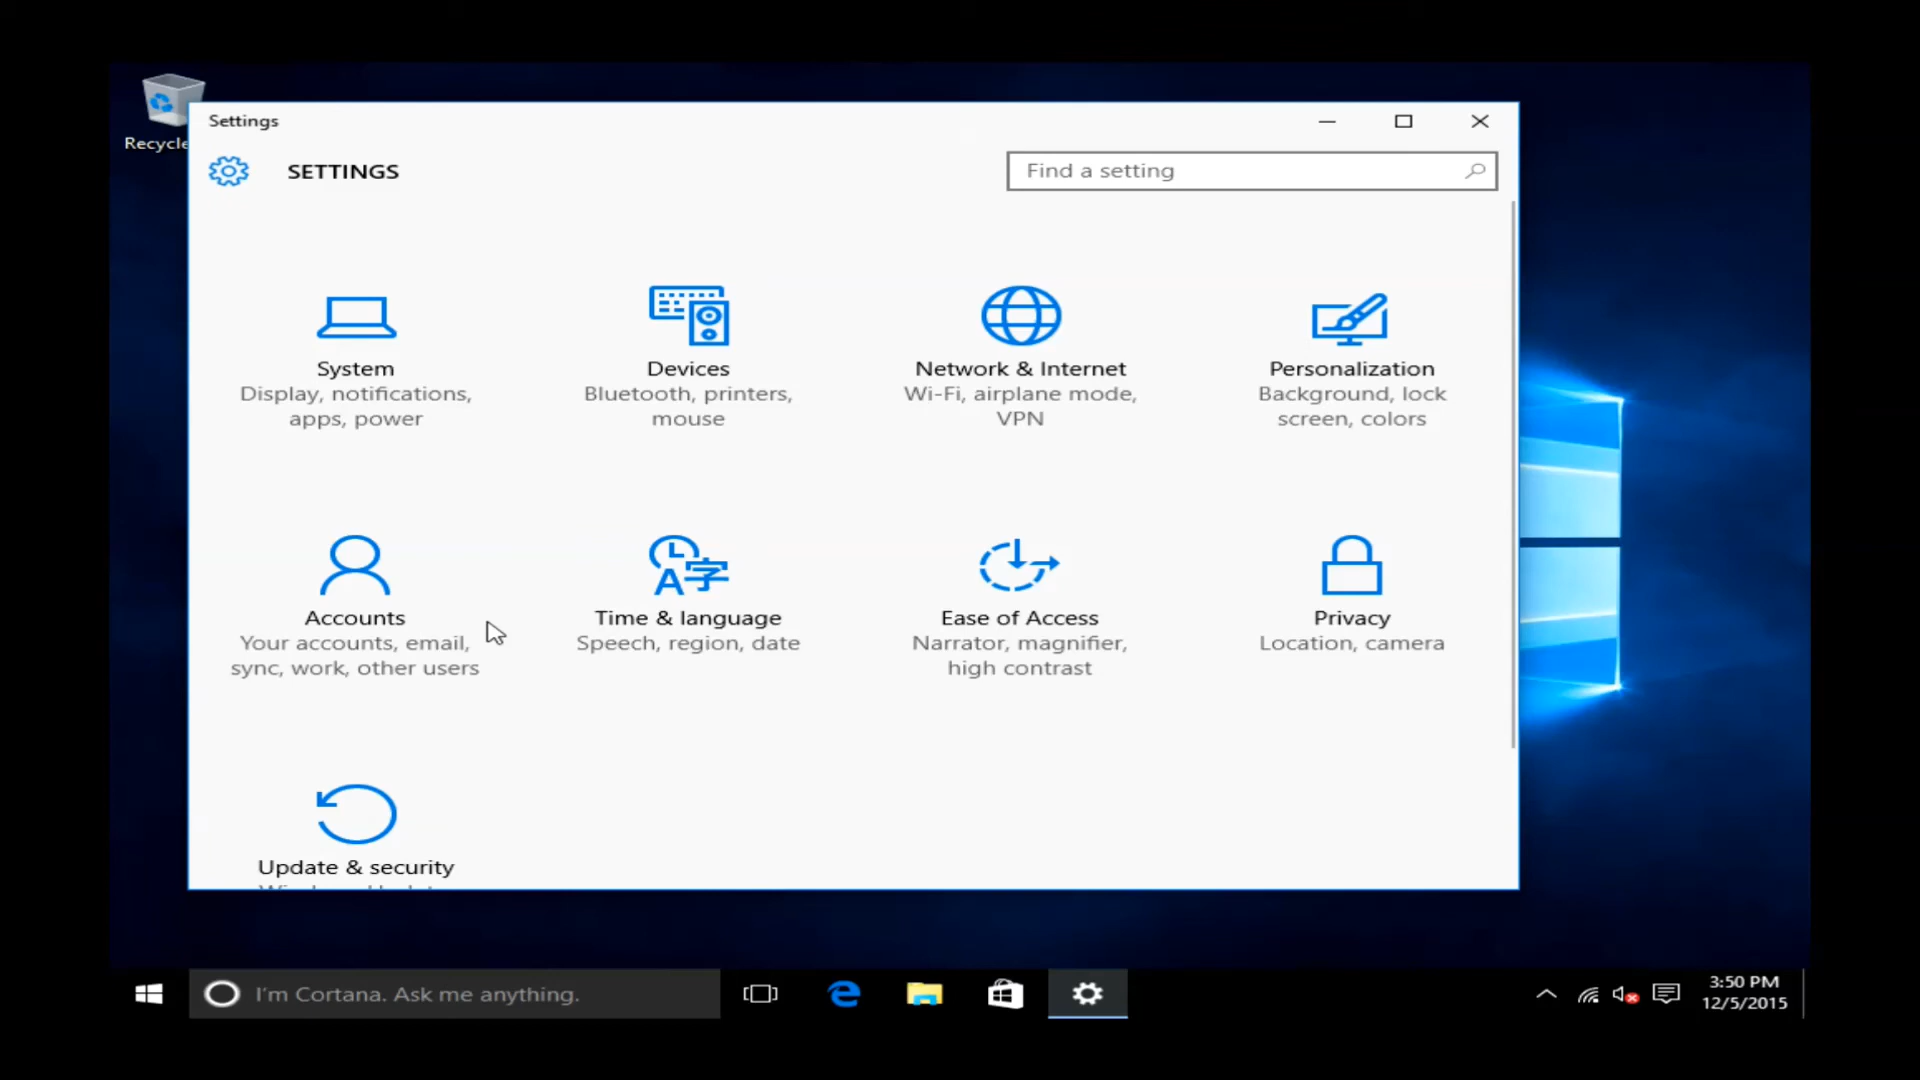 Recycle
Settings
SETTINGS
Find a setting
System
Display, notifications,
apps, power
Devices
Bluetooth, printers,
mouse
Network & Internet
Wi-Fi, airplane mode,
VPN
Personalization
Background, lock
screen, colors
Accounts
Your accounts, email,
sync, work, other users
Time & language
Speech, region, date
Ease of Access
Narrator, magnifier,
high contrast
Privacy
Location, camera
Update & security
I'm Cortana. Ask me anything.
3:50 PM
12/5/2015